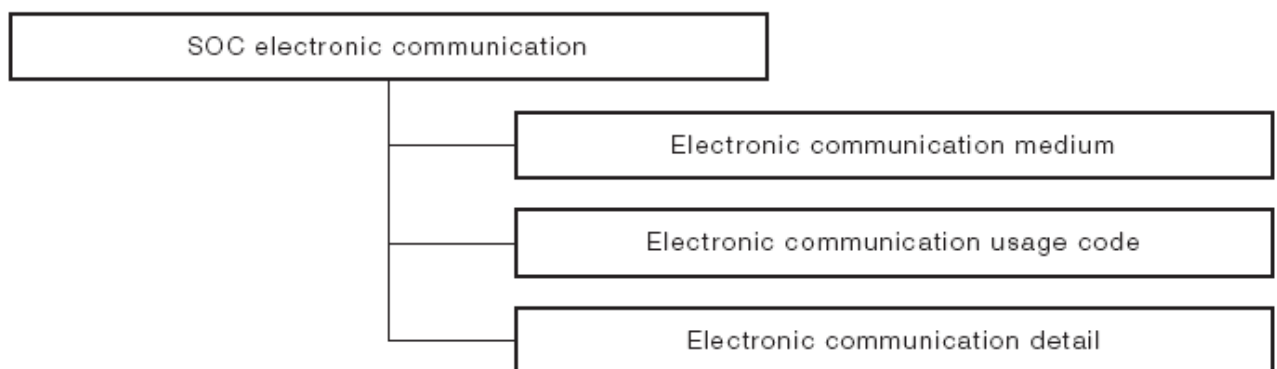 SOC electronic communication
Electronic communication medium
Electronic communication usage code
Electronic communication detail